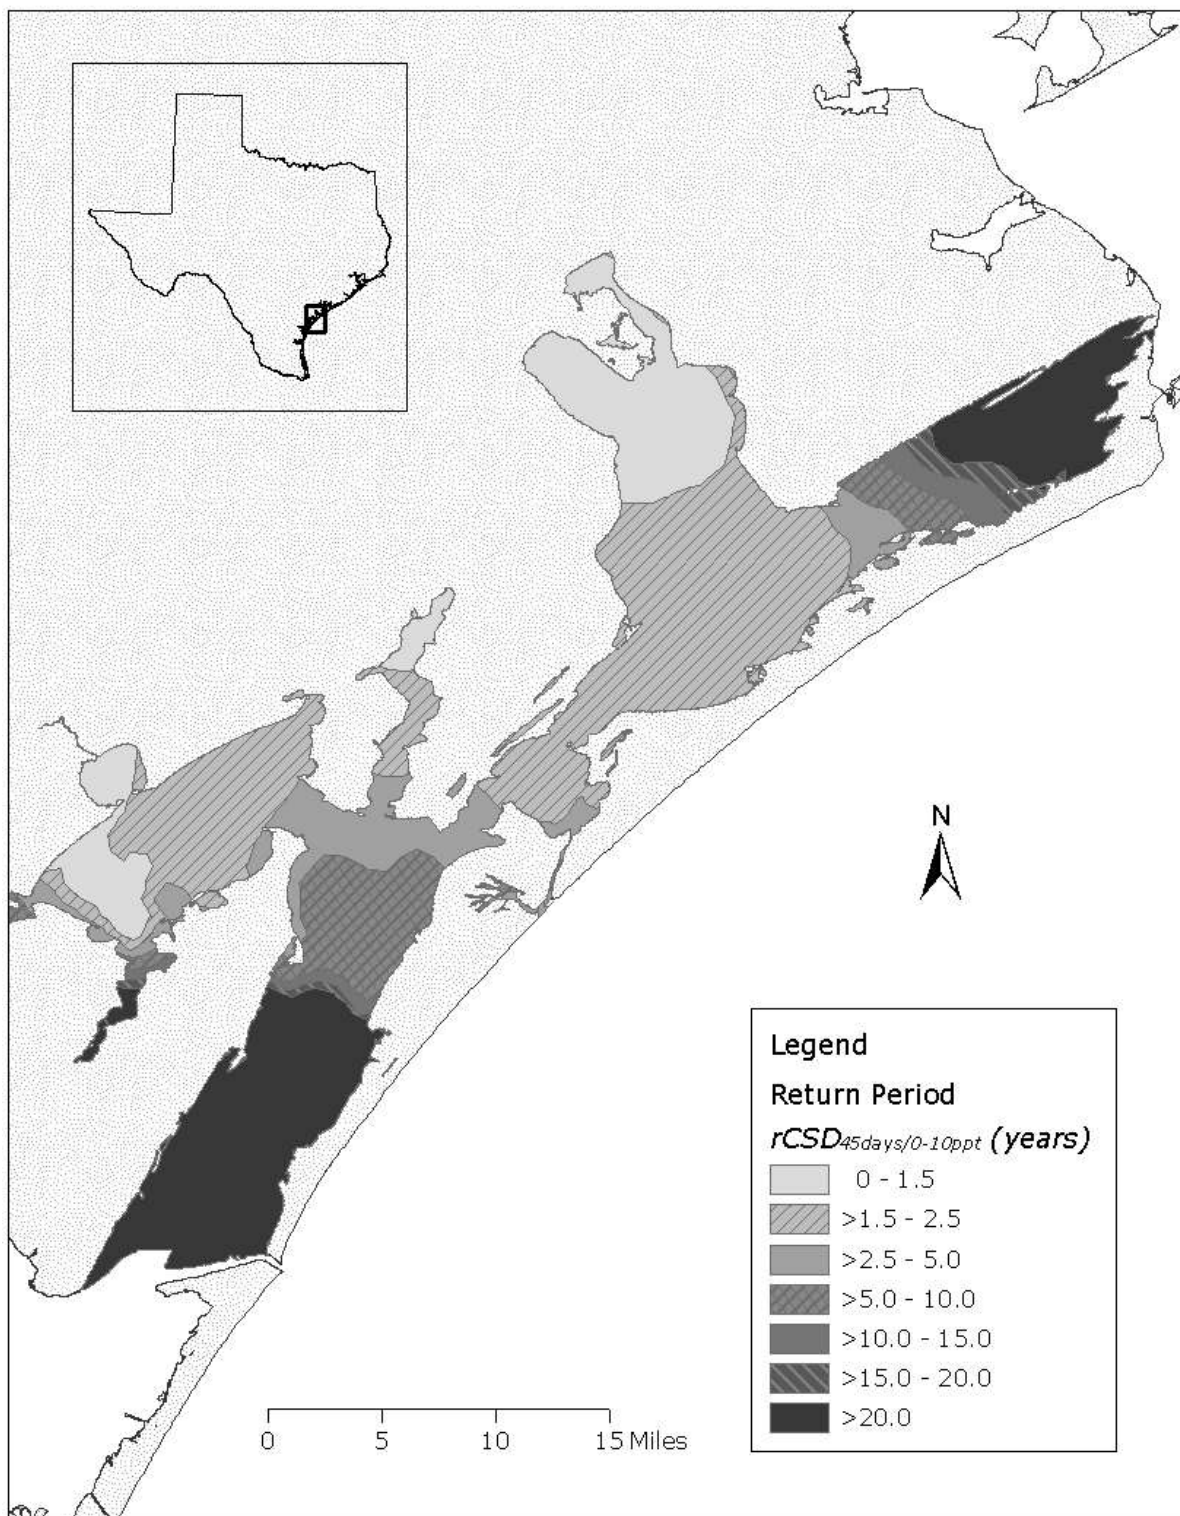 N
Legend
Return Period
rCSD45days/0-10ppt (years)
0 - 1.5
>1.5 - 2.5
>2.5 - 5.0
>5.0 - 10.0
>10.0 - 15.0
>15.0 - 20.0
>20.0
0 5 10 15 Miles